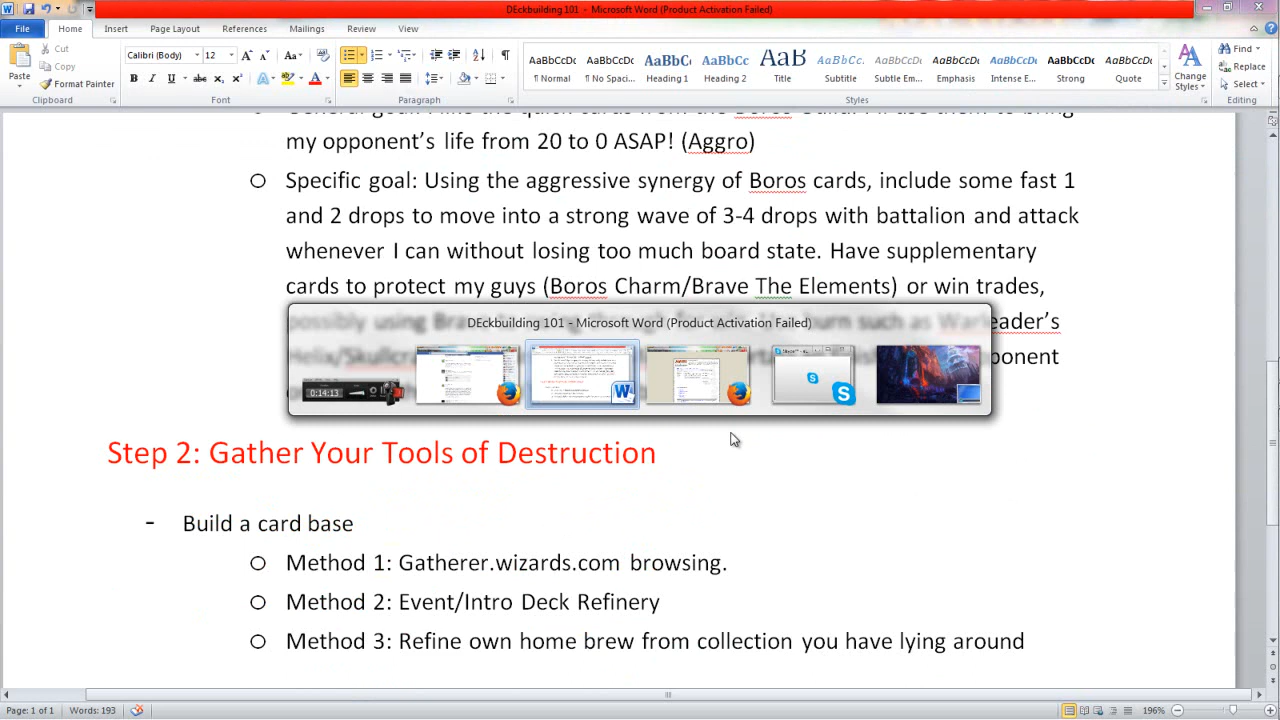 DEckbuilding 101 - Microsoft Word (Product Activation Failed)
File Home Insert Page Layout References Mailings Review View
Paste
Cut
Copy
Format Painter
Clipboard
Calibri (Body) 12
Font
Paragraph
AaBbCcDc AaBbCcDc AaBbCc AaBbCc AaB AaBbCcL AaBbCcDc AaBbCcDc AaBbCcDc AaBbCcDc AaBbCcDc
¶ Normal ¶ No Spaci... Heading 1 Heading 2 Title Subtitle Subtle Em... Emphasis Intense E... Strong Quote
Styles
Change Styles
Find
Replace
Select
Editing
my opponent's life from 20 to 0 ASAP! (Aggro)
Specific goal: Using the aggressive synergy of Boros cards, include some fast 1
and 2 drops to move into a strong wave of 3-4 drops with battalion and attack
whenever I can without losing too much board state. Have supplementary
cards to protect my guys (Boros Charm/Brave The Elements) or win trades,
DEckbuilding 101 - Microsoft Word (Product Activation Failed)
0:14:13
Step 2: Gather Your Tools of Destruction
- Build a card base
Method 1: Gatherer.wizards.com browsing.
Method 2: Event/Intro Deck Refinery
Method 3: Refine own home brew from collection you have lying around
Page: 1 of 1 Words: 193 196%